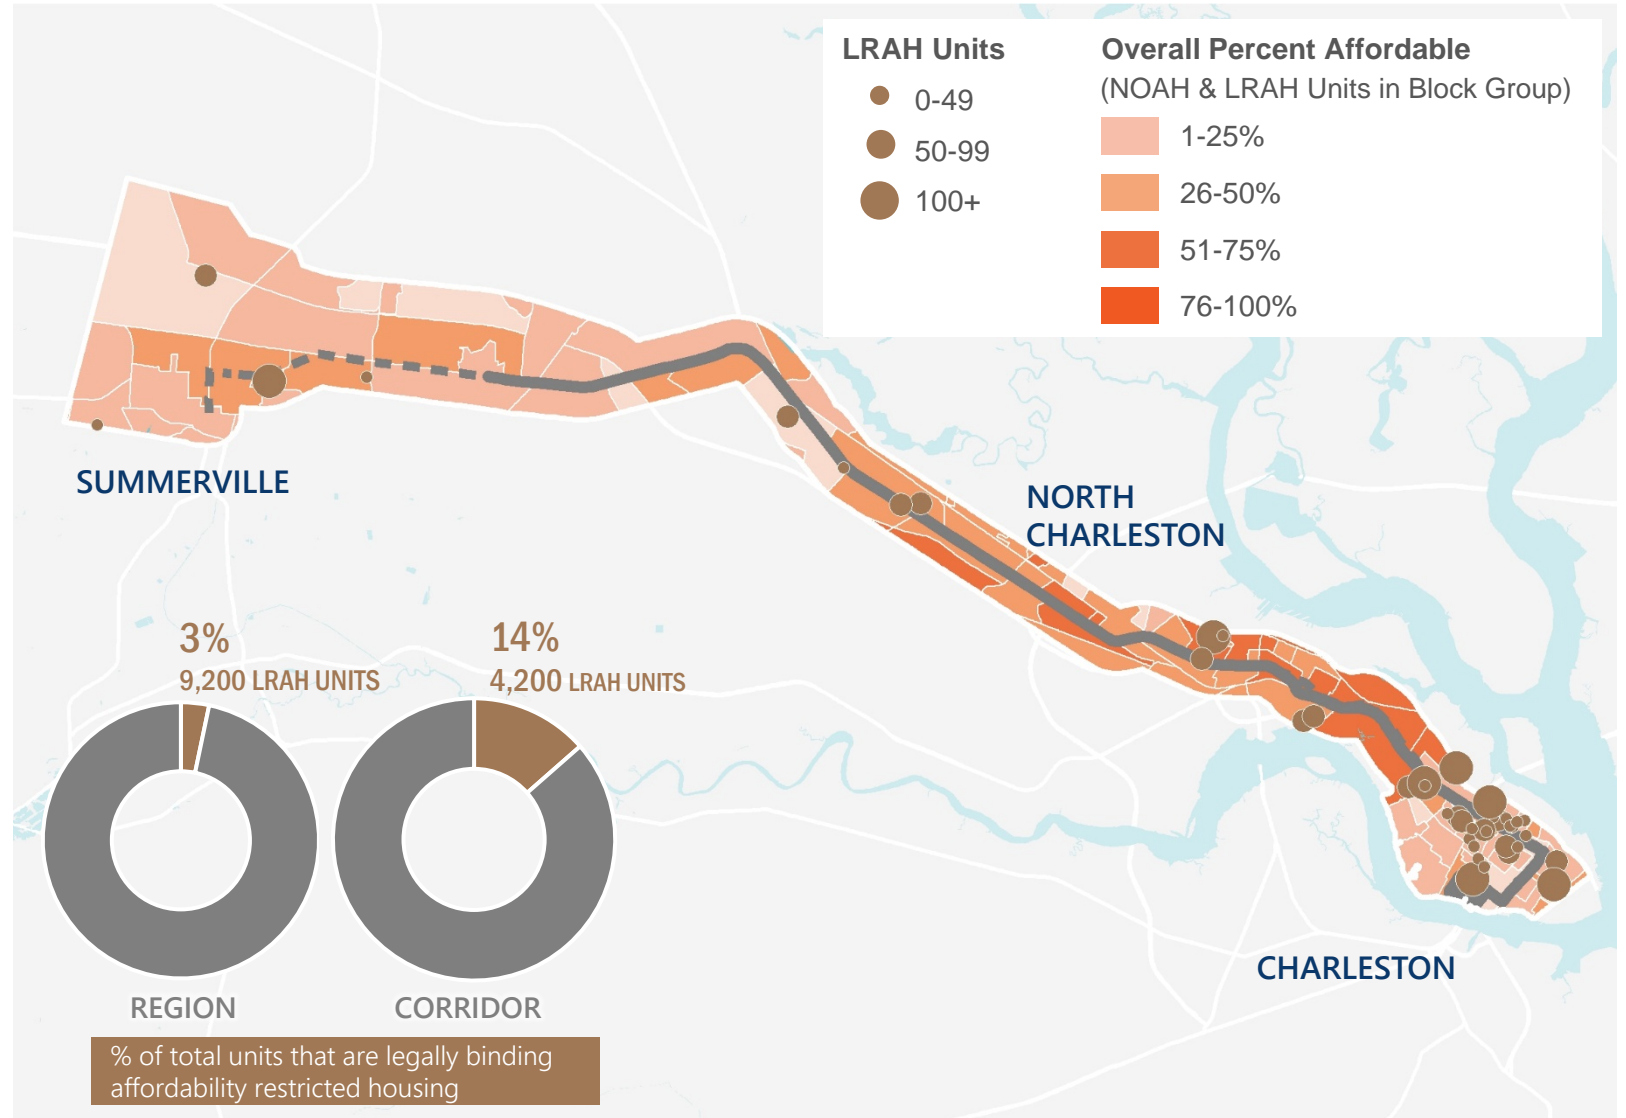 LRAH Units
0-49
50-99
100+
Overall Percent Affordable
(NOAH & LRAH Units in Block Group)
1-25%
26-50%
51-75%
76-100%
SUMMERVILLE
NORTH
CHARLESTON
CHARLESTON
3%
9,200 LRAH UNITS
14%
4,200 LRAH UNITS
REGION
CORRIDOR
% of total units that are legally binding
affordability restricted housing